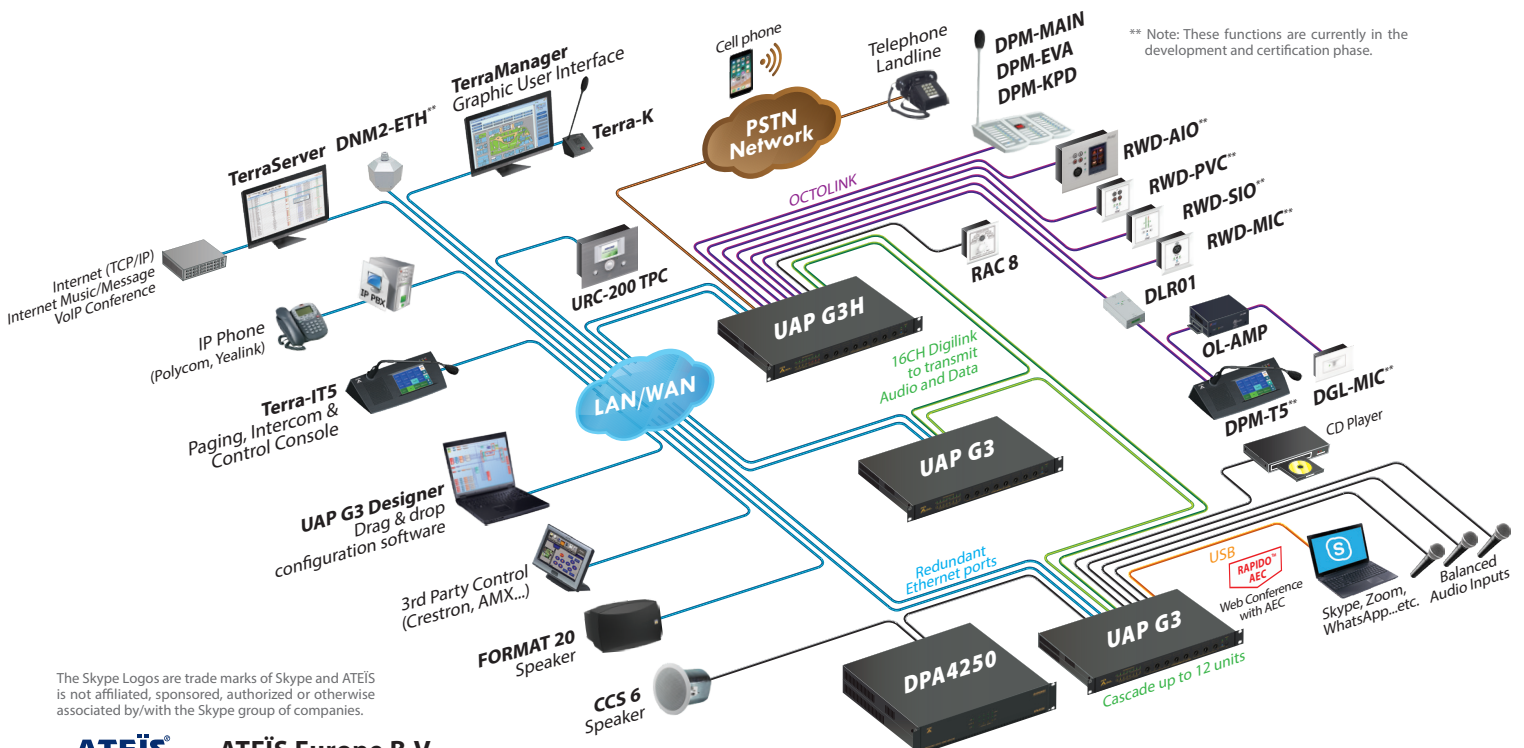 Cell phone
Telephone
Landline
DPM-MAIN
DPM-EVA
DPM-KPD
** Note: These functions are currently in the
development and certification phase.
TerraManager
Graphic User Interface
DNM2-ETH**
TerraServer
Terra-K
PSTN
Network
RWD-AIO**
RWD-PVC**
RWD-SIO**
RWD-MIC**
OCTOLINK
Internet (TCP/IP)
Internet Music/Message
VoIP Conference
IP PBX
URC-200 TPC
RAC 8
DLR01
IP Phone
(Polycom, Yealink)
UAP G3H
OL-AMP
16CH Digilink
to transmit
Audio and Data
DGL-MIC**
DPM-T5**
Terra-IT5
Paging, Intercom &
Control Console
LAN/WAN
CD Player
UAP G3
UAP G3 Designer
Drag & drop
configuration software
Redundant
Ethernet ports
USB
RAPIDO™
AEC
Web Conference
with AEC
S
Skype, Zoom,
WhatsApp...etc.
Balanced
Audio Inputs
3rd Party Control
(Crestron, AMX...)
UAP G3
FORMAT 20
Speaker
DPA4250
Cascade up to 12 units
CCS 6
Speaker
The Skype Logos are trade marks of Skype and ATEÏS
is not affiliated, sponsored, authorized or otherwise
associated by/with the Skype group of companies.
ATEÏS®
ATEÏS Europe B.V.